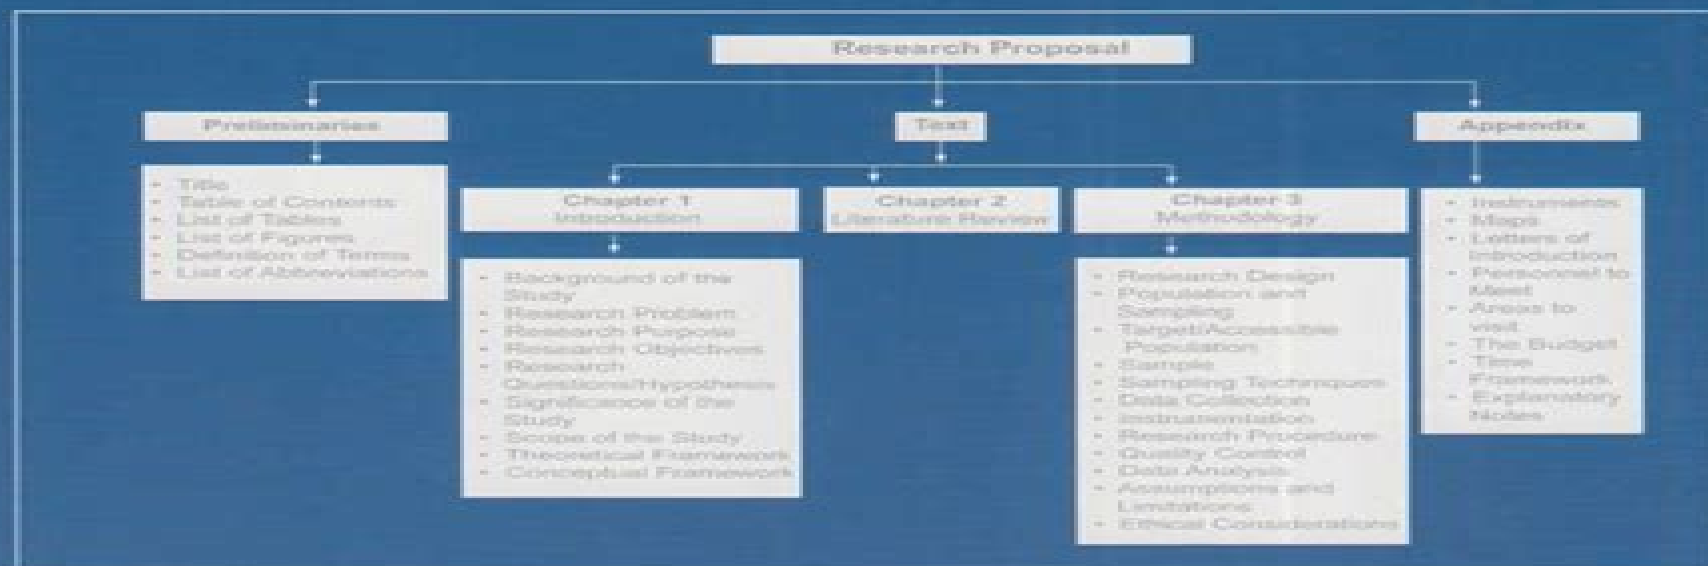 Research Proposal
Preliminaries
Text
Appendix
• Title
• Table of Contents
• List of Tables
• List of Figures
• Definition of Terms
• List of Abbreviations
Chapter 1
Introduction
Chapter 2
Literature Review
Chapter 3
Methodology
• Background of the
Study
• Research Problem
• Research Purpose
• Research Objectives
• Research
Questions/Hypothesis
• Significance of the
Study
• Scope of the Study
• Theoretical Framework
• Conceptual Framework
• Research Design
• Population and
Sampling
• Target/Accessible
Population
• Sample
• Sampling Techniques
• Data Collection
• Instrumentation
• Research Procedure
• Quality Control
• Data Analysis
• Assumptions and
Limitations
• Ethical Considerations
• Instruments
• Maps
• Letters of
Introduction
• Personnel to
Meet
• Areas to
visit
• The Budget
• Time
Framework
• Explanatory
Notes